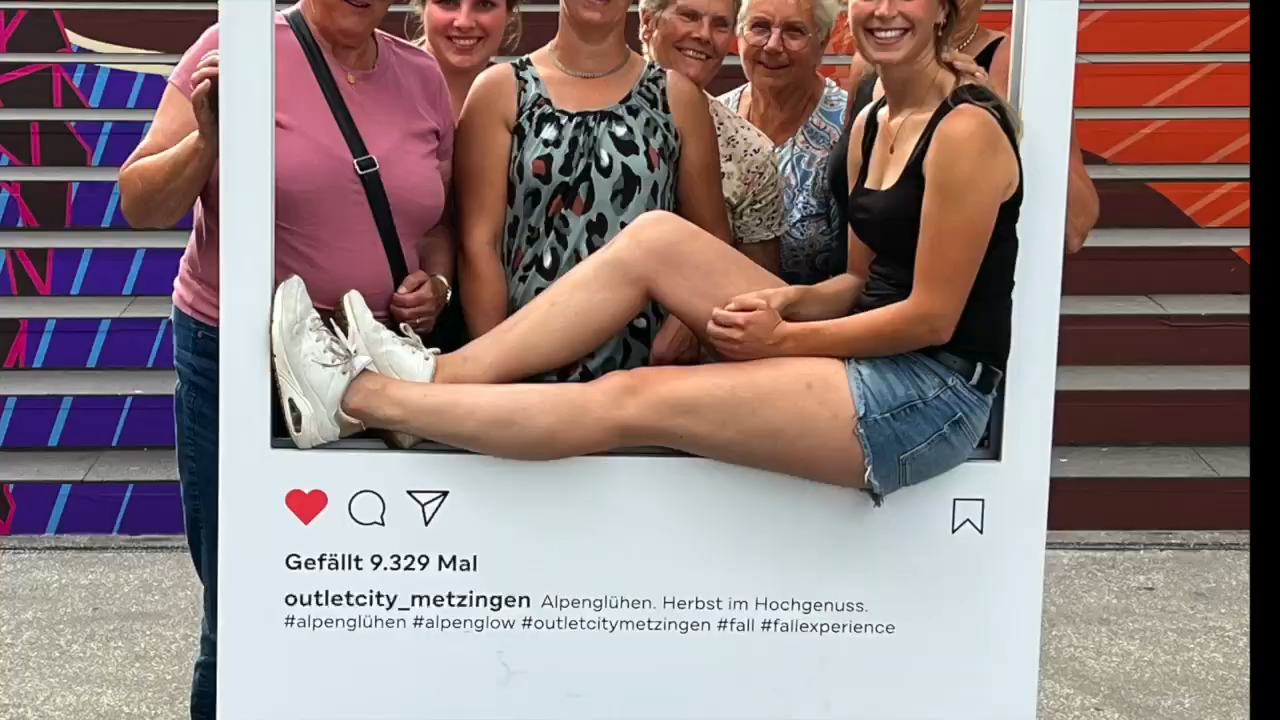 Gefällt 9.329 Mal
outletcity_metzingen Alpenglühen. Herbst im Hochgenuss.
#alpenglühen #alpenglow #outletcitymetzingen #fall #fallexperience